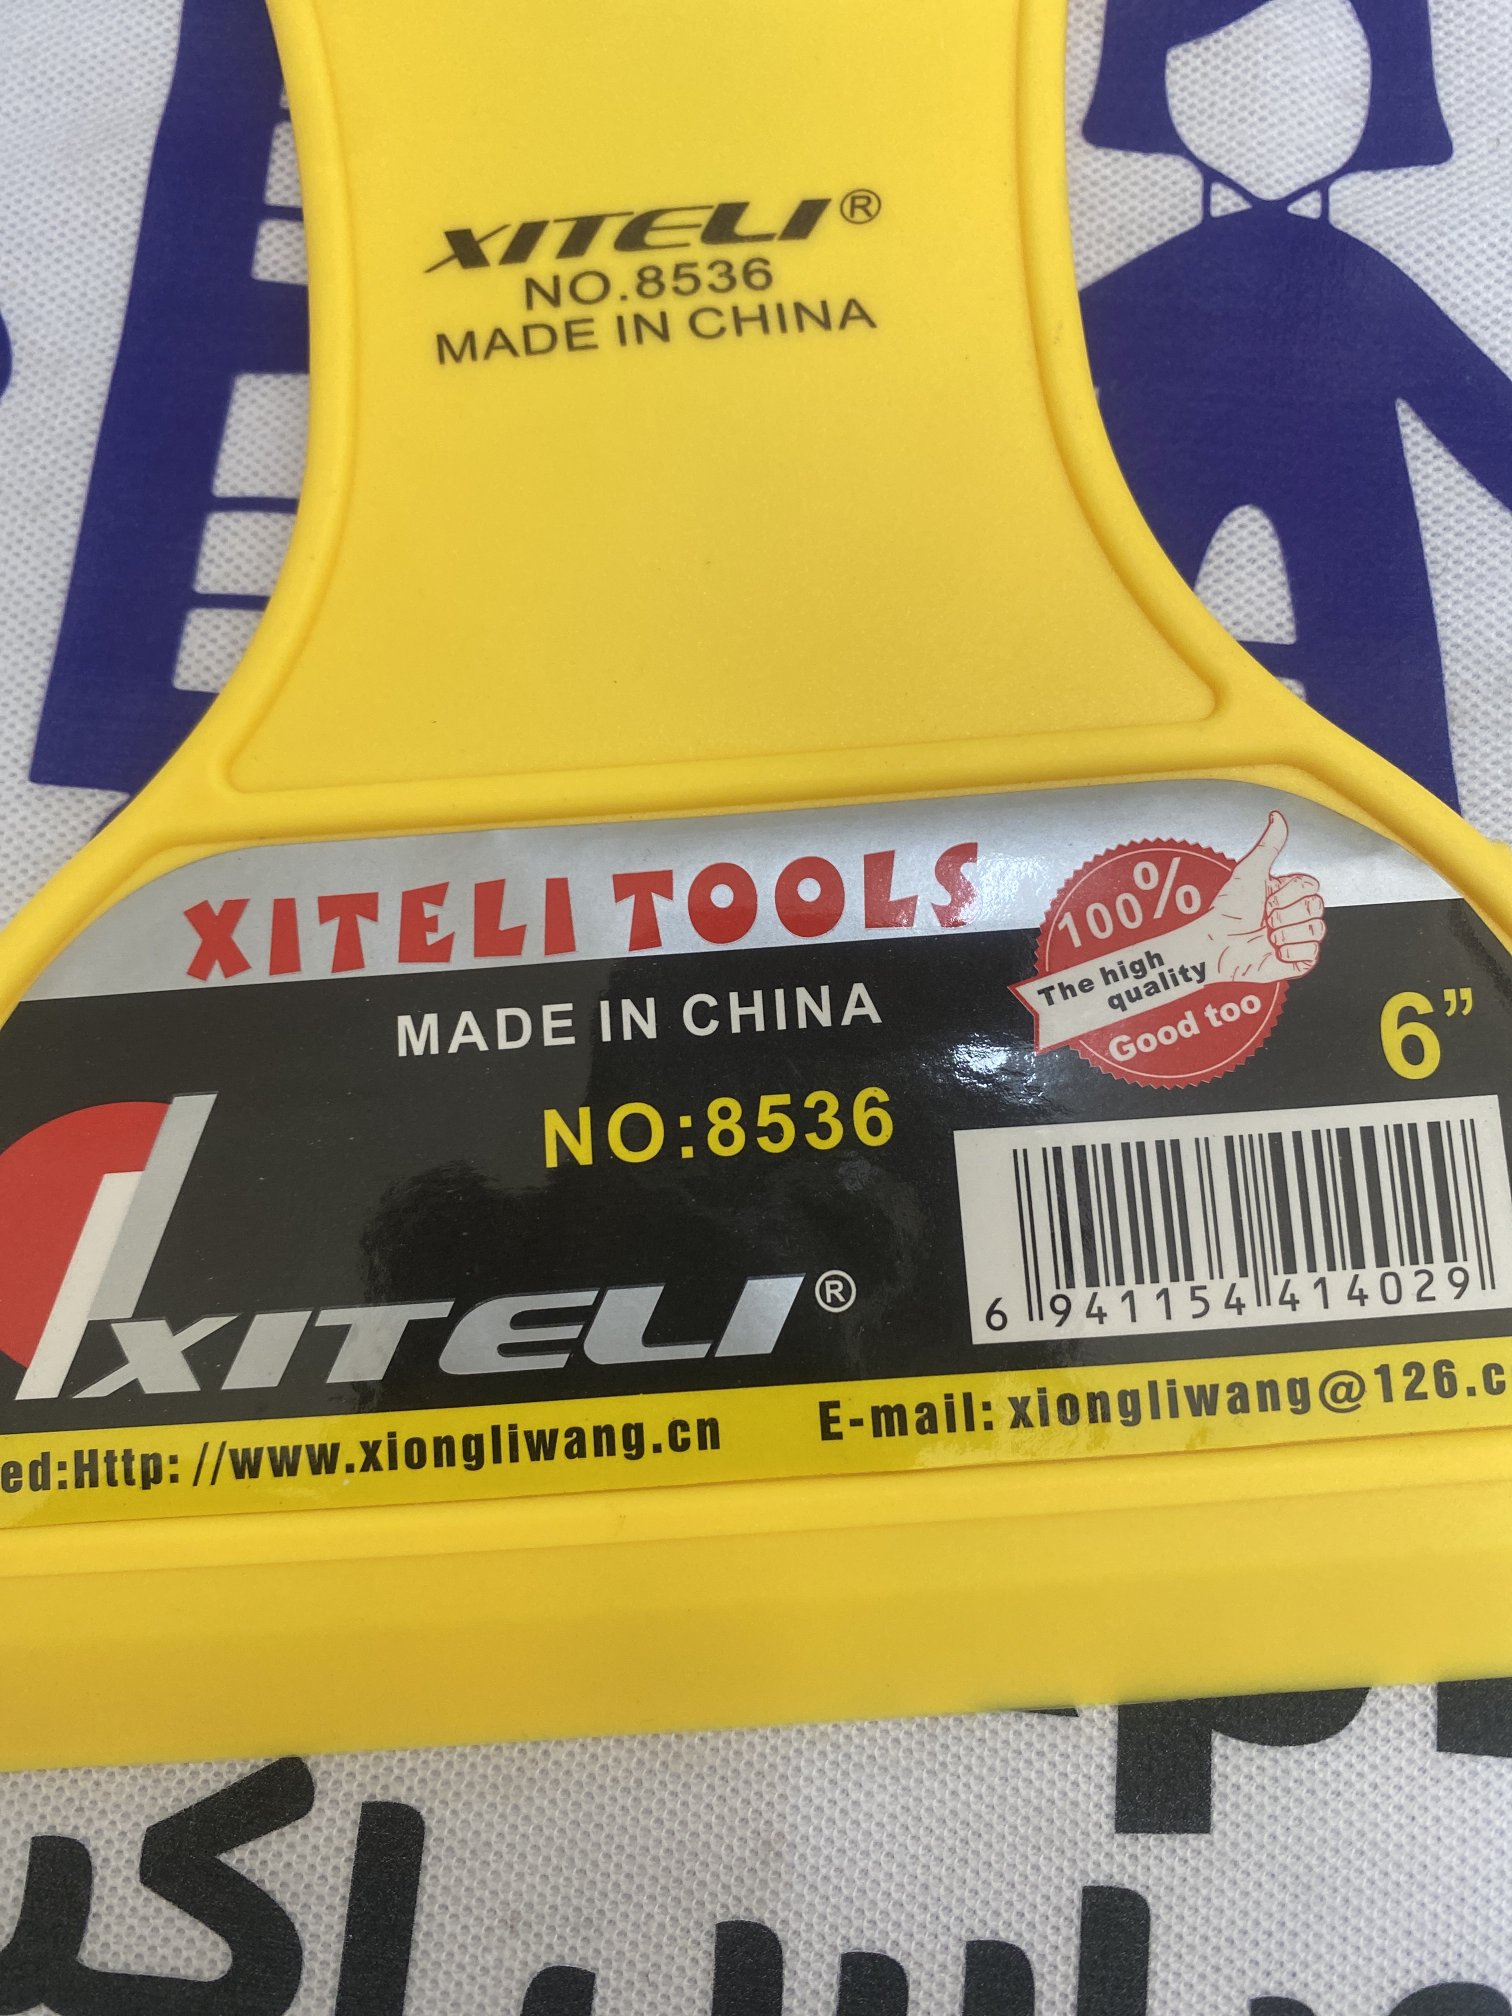 XITELI®
NO.8536
MADE IN CHINA
XITELI TOOLS
100%
The high
quality
Good too
MADE IN CHINA
6”
NO:8536
XITELI®
6 941154 414029
ed:Http: //www.xiongliwang.cn E-mail: xiongliwang@126.c